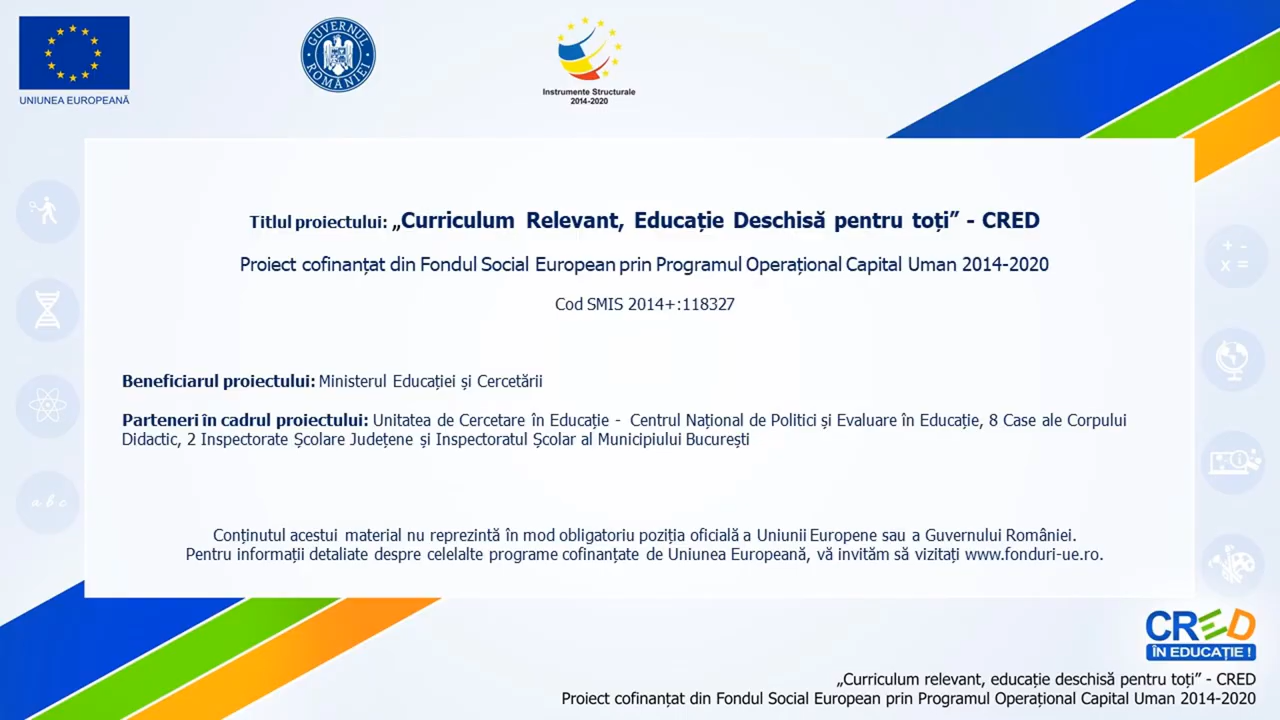 UNIUNEA EUROPEANĂ
GUVERNUL ROMÂNIEI
Instrumente Structurale
2014-2020
Titlul proiectului: „Curriculum Relevant, Educație Deschisă pentru toți” - CRED
Proiect cofinanțat din Fondul Social European prin Programul Operațional Capital Uman 2014-2020
Cod SMIS 2014+:118327
Beneficiarul proiectului: Ministerul Educației și Cercetării
Parteneri în cadrul proiectului: Unitatea de Cercetare în Educație - Centrul Național de Politici și Evaluare în Educație, 8 Case ale Corpului
Didactic, 2 Inspectorate Școlare Județene și Inspectoratul Școlar al Municipiului București
Conținutul acestui material nu reprezintă în mod obligatoriu poziția oficială a Uniunii Europene sau a Guvernului României.
Pentru informații detaliate despre celelalte programe cofinanțate de Uniunea Europeană, vă invităm să vizitați www.fonduri-ue.ro.
+ -
x =
a b c
CRED
ÎN EDUCAȚIE !
„Curriculum relevant, educație deschisă pentru toți” - CRED
Proiect cofinanțat din Fondul Social European prin Programul Operațional Capital Uman 2014-2020